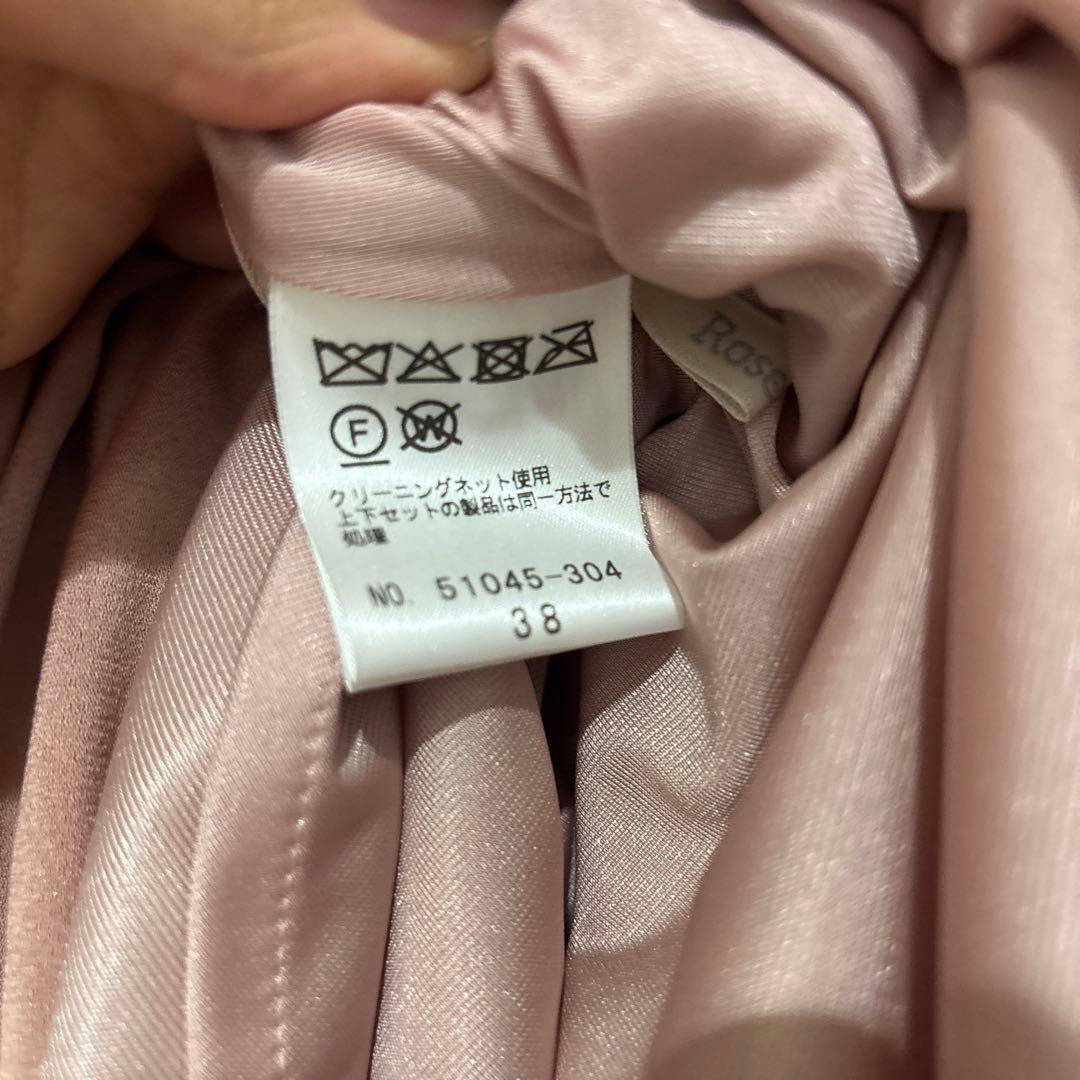 F
W
クリーニングネット使用
上下セットの製品は同一方法で
処理
NO. 51045-304
38